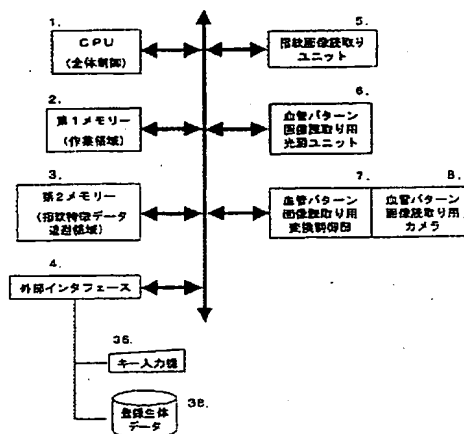 1.
CPU
(全体制御)
2.
第1メモリー
(作業領域)
3.
第2メモリー
(指紋特徴データ
退避領域)
4.
外部インタフェース
36.
キー入力機
登録生体
データ
38.
5.
指紋画像読取り
ユニット
6.
血管パターン
画像読取り用
光源ユニット
7.
血管パターン
画像読取り用
変換制御部
8.
血管パターン
画像読取り用
カメラ